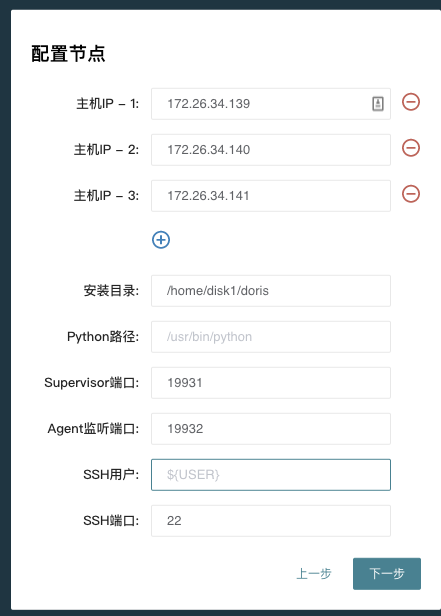 配置节点
主机IP - 1: 172.26.34.139
主机IP - 2: 172.26.34.140
主机IP - 3: 172.26.34.141
安装目录: /home/disk1/doris
Python路径: /usr/bin/python
Supervisor端口: 19931
Agent监听端口: 19932
SSH用户: ${USER}
SSH端口: 22
上一步 下一步